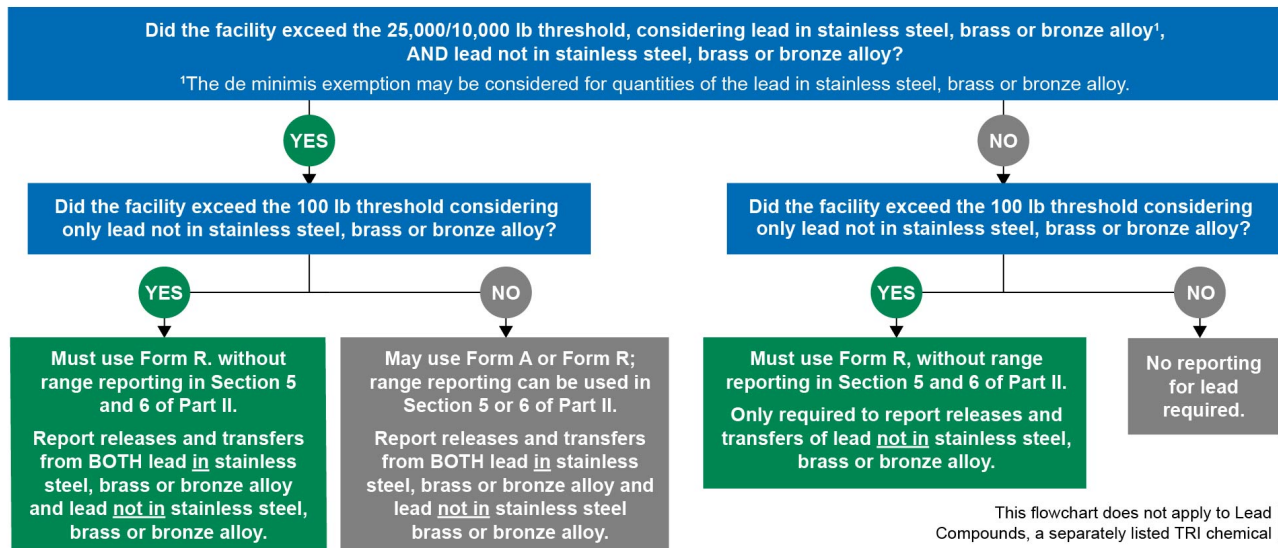 Did the facility exceed the 25,000/10,000 lb threshold, considering lead in stainless steel, brass or bronze alloy¹,
AND lead not in stainless steel, brass or bronze alloy?
¹The de minimis exemption may be considered for quantities of the lead in stainless steel, brass or bronze alloy.
YES
NO
Did the facility exceed the 100 lb threshold considering
only lead not in stainless steel, brass or bronze alloy?
Did the facility exceed the 100 lb threshold considering
only lead not in stainless steel, brass or bronze alloy?
YES
NO
YES
NO
Must use Form R. without
range reporting in Section 5
and 6 of Part II.
Report releases and transfers
from BOTH lead in stainless
steel, brass or bronze alloy
and lead not in stainless steel,
brass or bronze alloy.
May use Form A or Form R;
range reporting can be used in
Section 5 or 6 of Part II.
Report releases and transfers
from BOTH lead in stainless
steel, brass or bronze alloy and
lead not in stainless steel
brass or bronze alloy.
Must use Form R, without range
reporting in Section 5 and 6 of Part II.
Only required to report releases and
transfers of lead not in stainless steel,
brass or bronze alloy.
No reporting
for lead
required.
This flowchart does not apply to Lead
Compounds, a separately listed TRI chemical